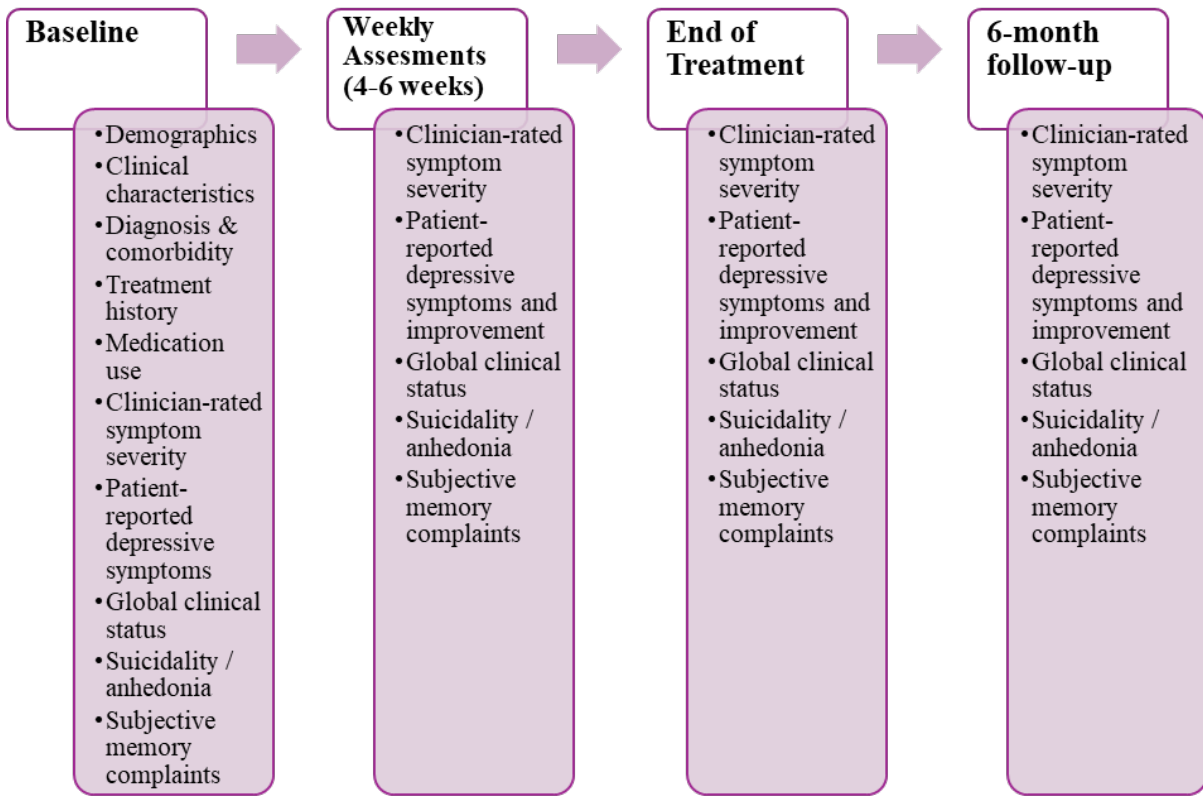 Baseline
•Demographics
•Clinical
characteristics
•Diagnosis &
comorbidity
•Treatment
history
•Medication
use
•Clinician-rated
symptom
severity
•Patient-
reported
depressive
symptoms
•Global clinical
status
•Suicidality /
anhedonia
•Subjective
memory
complaints
Weekly
Assesments
(4-6 weeks)
•Clinician-rated
symptom
severity
•Patient-
reported
depressive
symptoms and
improvement
•Global clinical
status
•Suicidality /
anhedonia
•Subjective
memory
complaints
End of
Treatment
•Clinician-rated
symptom
severity
•Patient-
reported
depressive
symptoms and
improvement
•Global clinical
status
•Suicidality /
anhedonia
•Subjective
memory
complaints
6-month
follow-up
•Clinician-rated
symptom
severity
•Patient-
reported
depressive
symptoms and
improvement
•Global clinical
status
•Suicidality /
anhedonia
•Subjective
memory
complaints